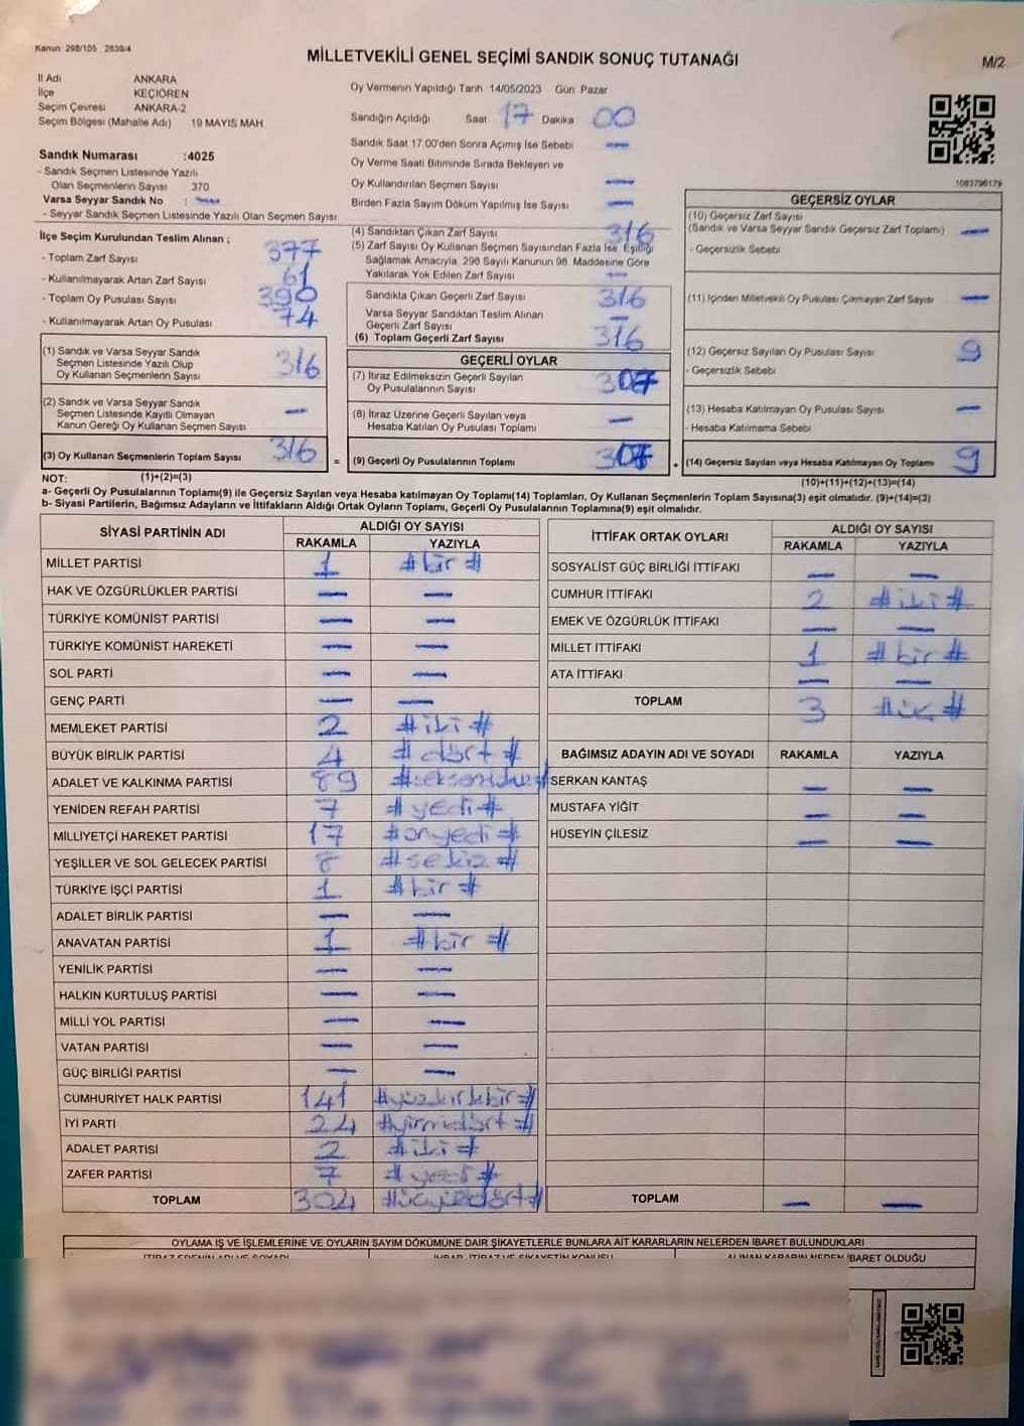 Kanun 298/105 2839/4
MİLLETVEKİLİ GENEL SEÇİMİ SANDIK SONUÇ TUTANAĞI
M/2
İl Adı ANKARA
İlçe KEÇİÖREN
Seçim Çevresi ANKARA-2
Seçim Bölgesi (Mahalle Adı) 19 MAYIS MAH
Sandık Numarası :4025
- Sandık Seçmen Listesinde Yazılı
Olan Seçmenlerin Sayısı 370
Varsa Seyyar Sandık No : —
- Seyyar Sandık Seçmen Listesinde Yazılı Olan Seçmen Sayısı
Oy Vermenin Yapıldığı Tarih 14/05/2023 Gün Pazar
Sandığın Açıldığı Saat 17 Dakika 00
Sandık Saat 17.00'den Sonra Açımış İse Sebebi —
Oy Verme Saati Bitiminde Sırada Bekleyen ve
Oy Kullandırılan Seçmen Sayısı —
Birden Fazla Sayım Döküm Yapılmış İse Sayısı —
1083796179
İlçe Seçim Kurulundan Teslim Alınan ;
- Toplam Zarf Sayısı 377
- Kullanılmayarak Artan Zarf Sayısı 61
- Toplam Oy Pusulası Sayısı 390
- Kullanılmayarak Artan Oy Pusulası 74
(1) Sandık ve Varsa Seyyar Sandık
Seçmen Listesinde Yazılı Olup
Oy Kullanan Seçmenlerin Sayısı 316
(2) Sandık ve Varsa Seyyar Sandık
Seçmen Listesinde Kayıtlı Olmayan
Kanun Gereği Oy Kullanan Seçmen Sayısı —
(3) Oy Kullanan Seçmenlerin Toplam Sayısı 316 =
(4) Sandıktan Çıkan Zarf Sayısı 316
(5) Zarf Sayısı Oy Kullanan Seçmen Sayısından Fazla İse Eşitliği
Sağlamak Amacıyla, 298 Sayılı Kanunun 98. Maddesine Göre
Yakılarak Yok Edilen Zarf Sayısı —
Sandıkta Çıkan Geçerli Zarf Sayısı 316
Varsa Seyyar Sandıktan Teslim Alınan
Geçerli Zarf Sayısı —
(6) Toplam Geçerli Zarf Sayısı 316
GEÇERLİ OYLAR
(7) İtiraz Edilmeksizin Geçerli Sayılan
Oy Pusulalarının Sayısı 307
(8) İtiraz Üzerine Geçerli Sayılan veya
Hesaba Katılan Oy Pusulası Toplamı —
(9) Geçerli Oy Pusulalarının Toplamı 307 +
GEÇERSİZ OYLAR
(10) Geçersiz Zarf Sayısı
(Sandık ve Varsa Seyyar Sandık Geçersiz Zarf Toplamı) —
- Geçersizlik Sebebi
(11) İçinden Milletvekili Oy Pusulası Çıkmayan Zarf Sayısı —
(12) Geçersiz Sayılan Oy Pusulası Sayısı 9
- Geçersizlik Sebebi
(13) Hesaba Katılmayan Oy Pusulası Sayısı —
- Hesaba Katılmama Sebebi
(14) Geçersiz Sayılan veya Hesaba Katılmayan Oy Toplamı 9
NOT: (1)+(2)=(3) (10)+(11)+(12)+(13)=(14)
a- Geçerli Oy Pusulalarının Toplamı(9) ile Geçersiz Sayılan veya Hesaba katılmayan Oy Toplamı(14) Toplamları, Oy Kullanan Seçmenlerin Toplam Sayısına(3) eşit olmalıdır. (9)+(14)=(3)
b- Siyasi Partilerin, Bağımsız Adayların ve İttifakların Aldığı Ortak Oyların Toplamı, Geçerli Oy Pusulalarının Toplamına(9) eşit olmalıdır.
SİYASİ PARTİNİN ADI ALDIĞI OY SAYISI
RAKAMLA YAZIYLA
MİLLET PARTİSİ 1 #bir#
HAK VE ÖZGÜRLÜKLER PARTİSİ — —
TÜRKİYE KOMÜNİST PARTİSİ — —
TÜRKİYE KOMÜNİST HAREKETİ — —
SOL PARTİ — —
GENÇ PARTİ — —
MEMLEKET PARTİSİ 2 #iki#
BÜYÜK BİRLİK PARTİSİ 4 #dört#
ADALET VE KALKINMA PARTİSİ 89 #seksendokuz#
YENİDEN REFAH PARTİSİ 7 #yedi#
MİLLİYETÇİ HAREKET PARTİSİ 17 #onyedi#
YEŞİLLER VE SOL GELECEK PARTİSİ 8 #sekiz#
TÜRKİYE İŞÇİ PARTİSİ 1 #bir#
ADALET BİRLİK PARTİSİ — —
ANAVATAN PARTİSİ 1 #bir#
YENİLİK PARTİSİ — —
HALKIN KURTULUŞ PARTİSİ — —
MİLLİ YOL PARTİSİ — —
VATAN PARTİSİ — —
GÜÇ BİRLİĞİ PARTİSİ — —
CUMHURİYET HALK PARTİSİ 141 #yüzkırkbir#
İYİ PARTİ 24 #yirmidört#
ADALET PARTİSİ 2 #iki#
ZAFER PARTİSİ 7 #yedi#
TOPLAM 304 #üçyüzdört#
İTTİFAK ORTAK OYLARI ALDIĞI OY SAYISI
RAKAMLA YAZIYLA
SOSYALİST GÜÇ BİRLİĞİ İTTİFAKI — —
CUMHUR İTTİFAKI 2 #iki#
EMEK VE ÖZGÜRLÜK İTTİFAKI — —
MİLLET İTTİFAKI 1 #bir#
ATA İTTİFAKI — —
TOPLAM 3 #üç#
BAĞIMSIZ ADAYIN ADI VE SOYADI RAKAMLA YAZIYLA
SERKAN KANTAŞ — —
MUSTAFA YİĞİT — —
HÜSEYİN ÇİLESİZ — —
TOPLAM — —
OYLAMA İŞ VE İŞLEMLERİNE VE OYLARIN SAYIM DÖKÜMÜNE DAİR ŞİKAYETLERLE BUNLARA AİT KARARLARIN NELERDEN İBARET BULUNDUKLARI
İTİRAZ EDENİN ADI VE SOYADI İHBAR, İTİRAZ VE ŞİKAYETİN KONUSU ALINAN KARARIN NEDEN İBARET OLDUĞU